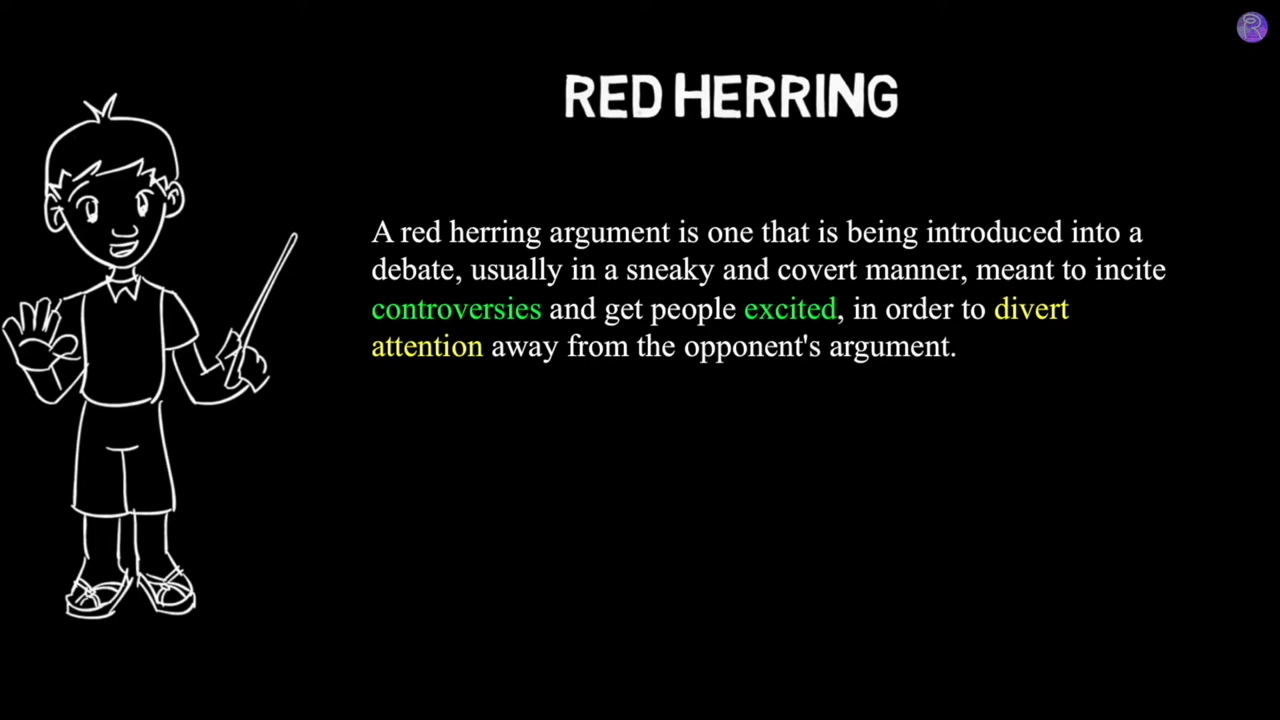 RED HERRING
A red herring argument is one that is being introduced into a
debate, usually in a sneaky and covert manner, meant to incite
controversies and get people excited, in order to divert
attention away from the opponent's argument.